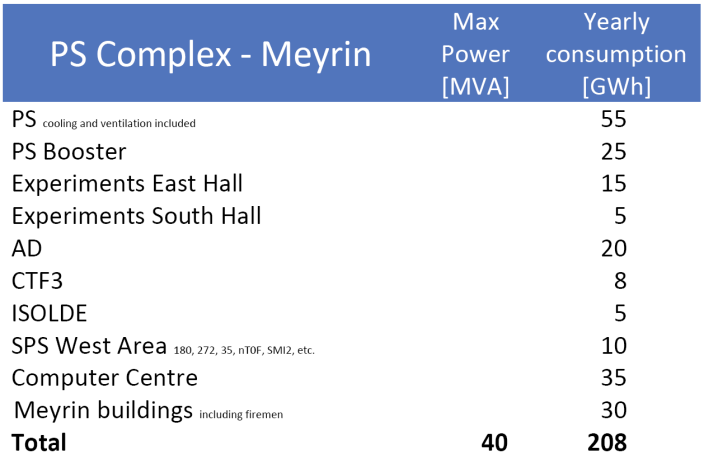 PS Complex - Meyrin Max Power [MVA] Yearly consumption [GWh]
PS cooling and ventilation included 55
PS Booster 25
Experiments East Hall 15
Experiments South Hall 5
AD 20
CTF3 8
ISOLDE 5
SPS West Area 180, 272, 35, nT0F, SMI2, etc. 10
Computer Centre 35
Meyrin buildings including firemen 30
Total 40 208